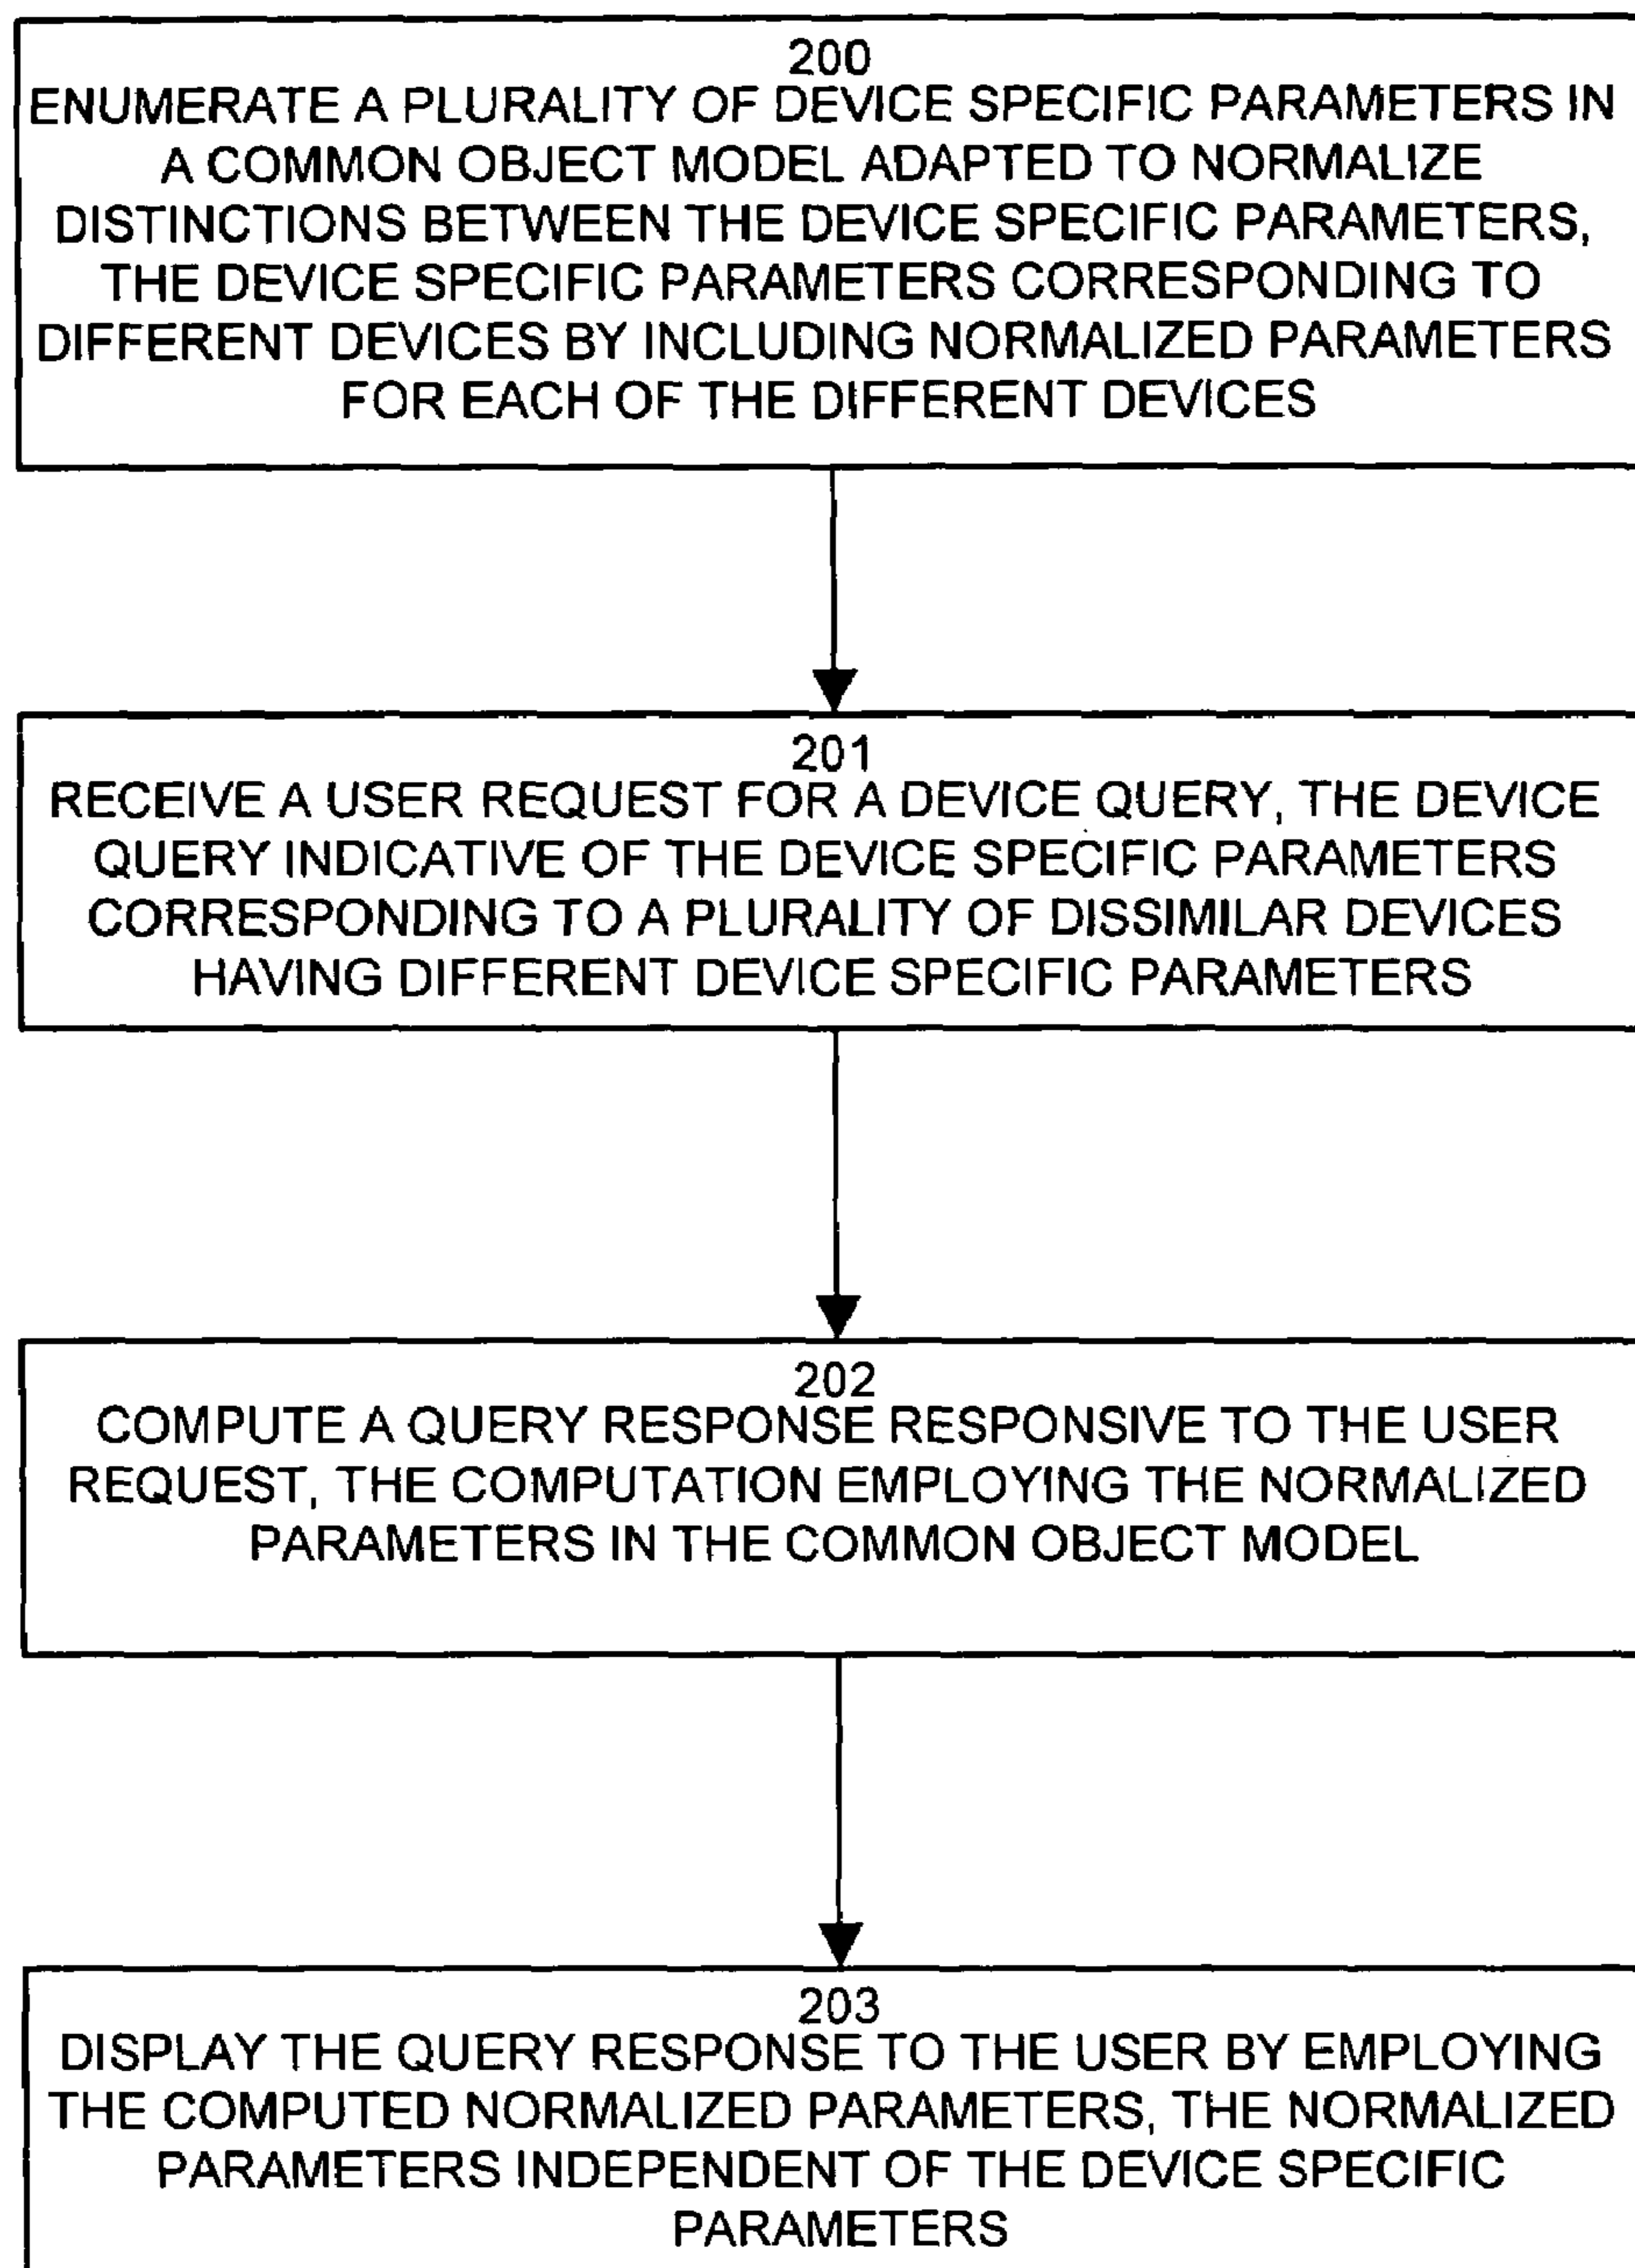 200
ENUMERATE A PLURALITY OF DEVICE SPECIFIC PARAMETERS IN
A COMMON OBJECT MODEL ADAPTED TO NORMALIZE
DISTINCTIONS BETWEEN THE DEVICE SPECIFIC PARAMETERS,
THE DEVICE SPECIFIC PARAMETERS CORRESPONDING TO
DIFFERENT DEVICES BY INCLUDING NORMALIZED PARAMETERS
FOR EACH OF THE DIFFERENT DEVICES
201
RECEIVE A USER REQUEST FOR A DEVICE QUERY, THE DEVICE
QUERY INDICATIVE OF THE DEVICE SPECIFIC PARAMETERS
CORRESPONDING TO A PLURALITY OF DISSIMILAR DEVICES
HAVING DIFFERENT DEVICE SPECIFIC PARAMETERS
202
COMPUTE A QUERY RESPONSE RESPONSIVE TO THE USER
REQUEST, THE COMPUTATION EMPLOYING THE NORMALIZED
PARAMETERS IN THE COMMON OBJECT MODEL
203
DISPLAY THE QUERY RESPONSE TO THE USER BY EMPLOYING
THE COMPUTED NORMALIZED PARAMETERS, THE NORMALIZED
PARAMETERS INDEPENDENT OF THE DEVICE SPECIFIC
PARAMETERS